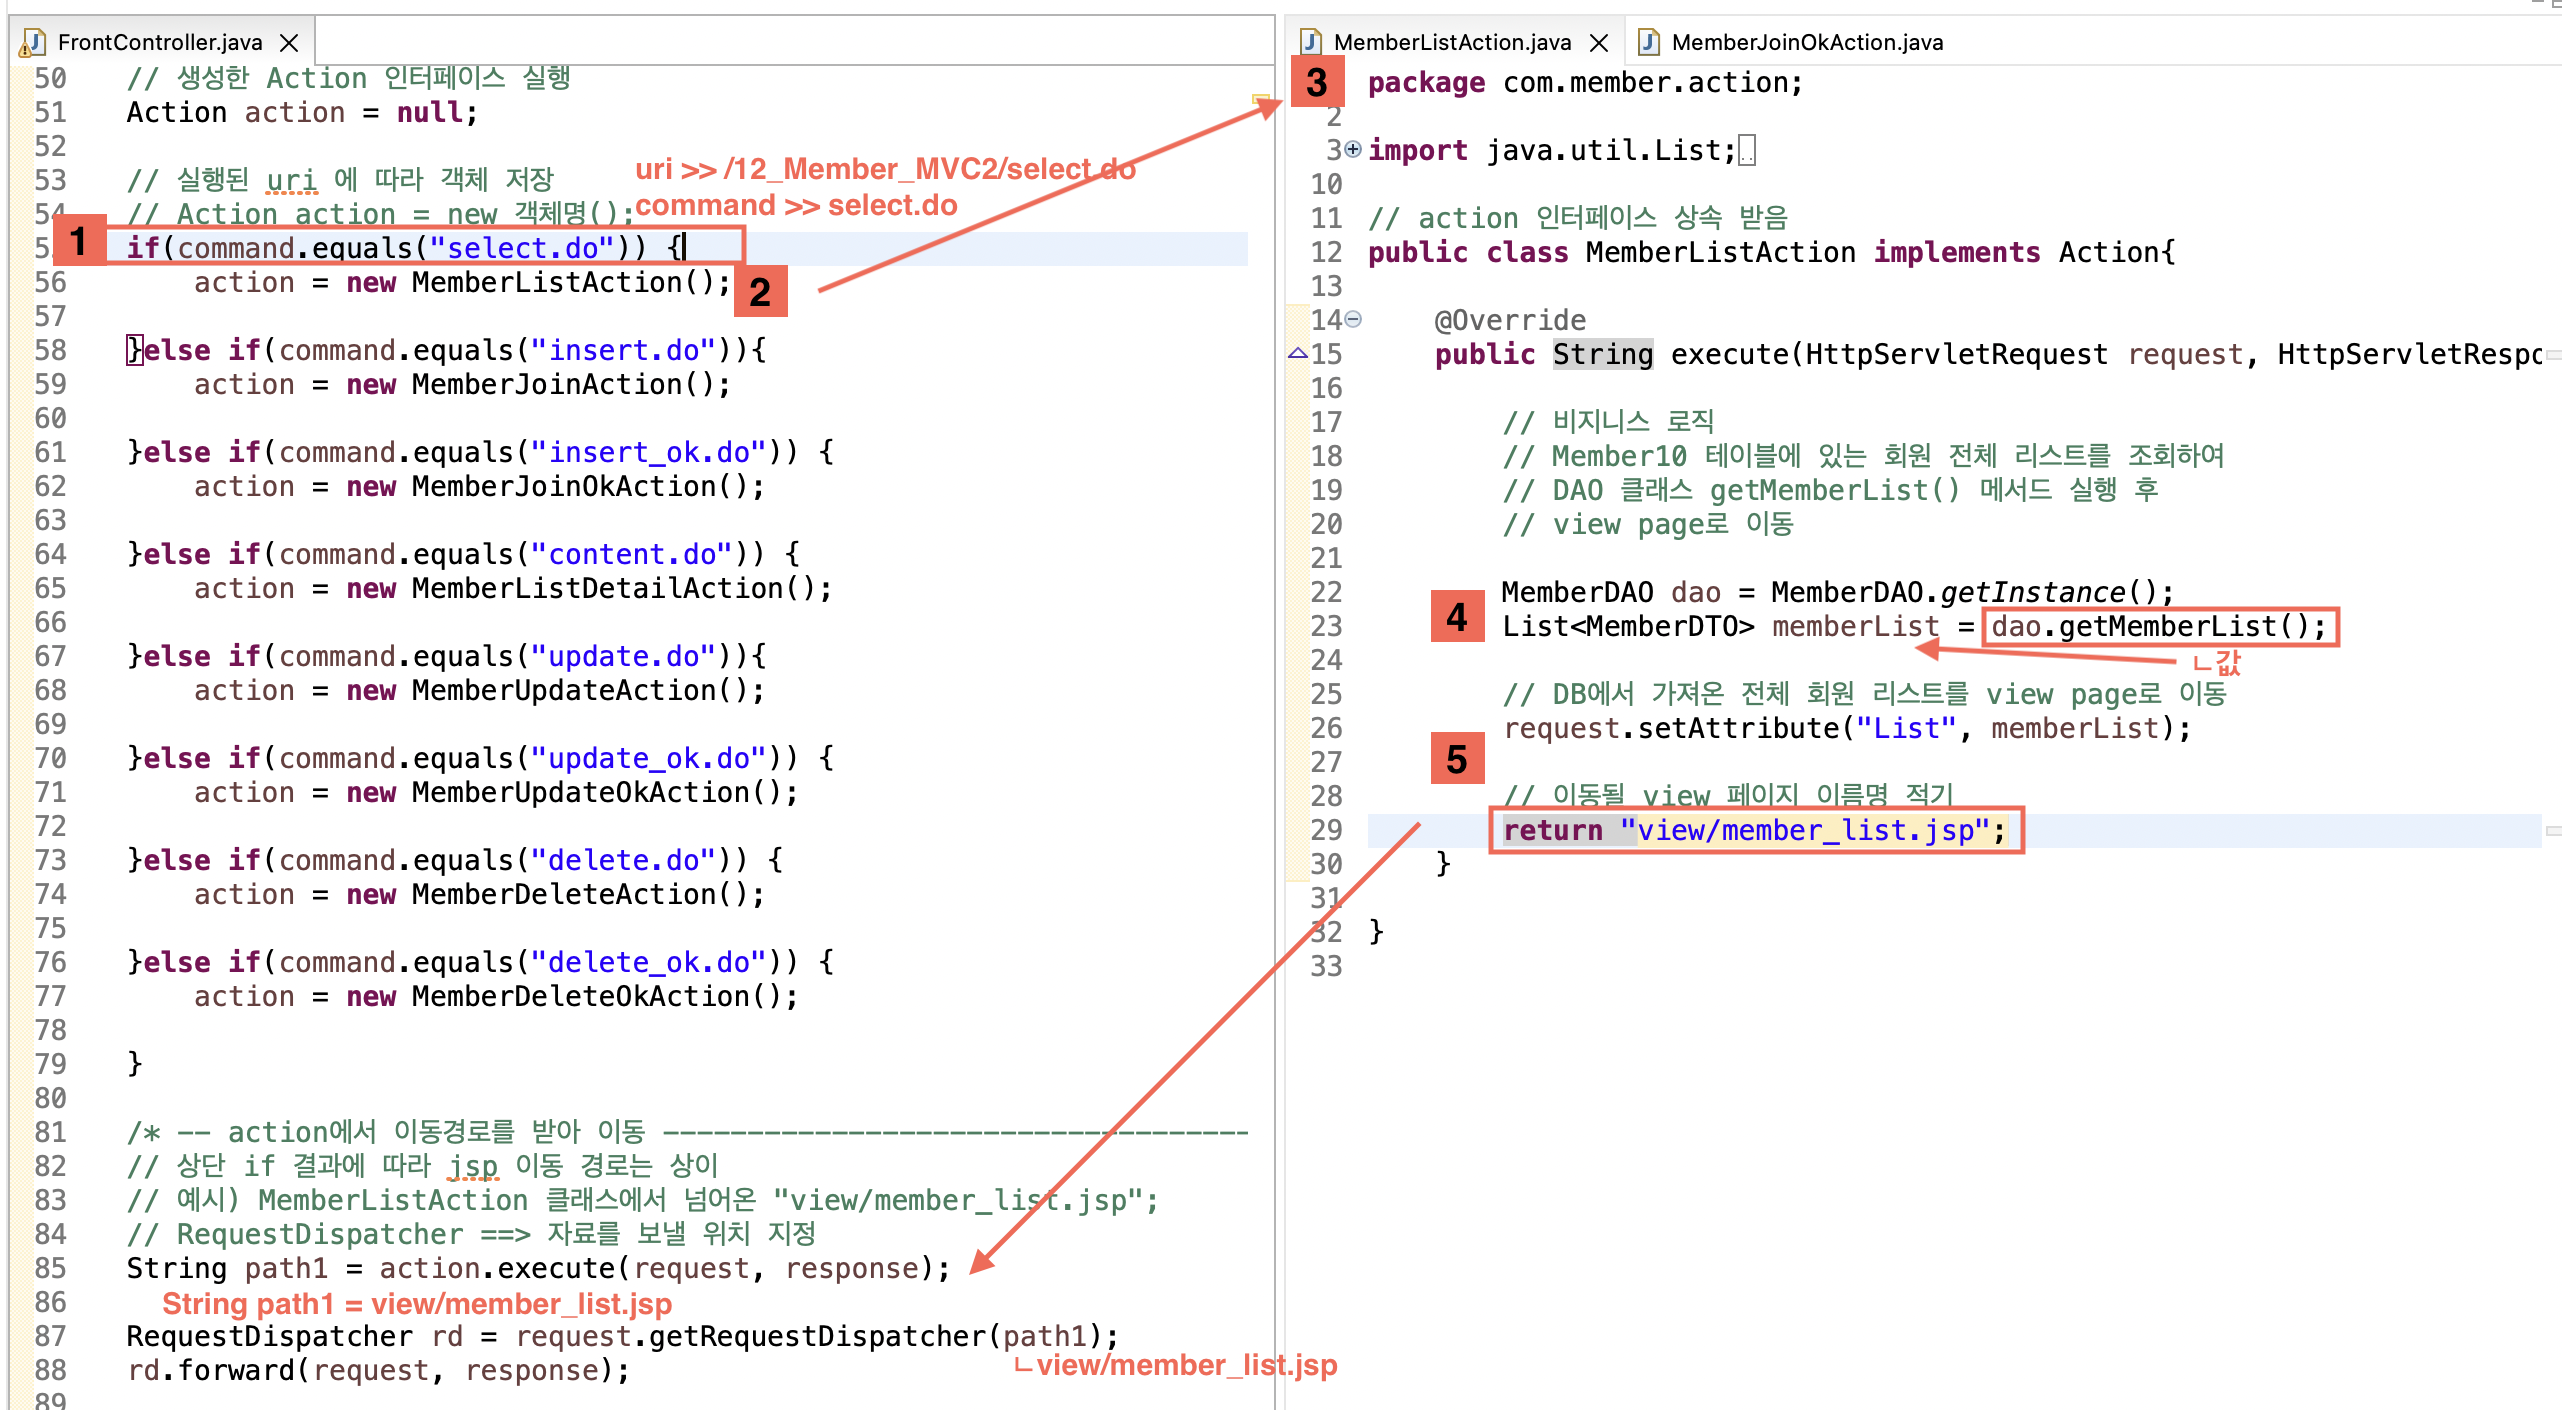 FrontController.java
50 // 생성한 Action 인터페이스 실행
51 Action action = null;
52
53 // 실행된 uri 에 따라 객체 저장
uri >> /12_Member_MVC2/select.do
54 // Action action = new 객체명();
command >> select.do
1
55 if(command.equals("select.do")) {
56 action = new MemberListAction();
2
57
58 }else if(command.equals("insert.do")){
59 action = new MemberJoinAction();
60
61 }else if(command.equals("insert_ok.do")) {
62 action = new MemberJoinOkAction();
63
64 }else if(command.equals("content.do")) {
65 action = new MemberListDetailAction();
66
67 }else if(command.equals("update.do")){
68 action = new MemberUpdateAction();
69
70 }else if(command.equals("update_ok.do")) {
71 action = new MemberUpdateOkAction();
72
73 }else if(command.equals("delete.do")) {
74 action = new MemberDeleteAction();
75
76 }else if(command.equals("delete_ok.do")) {
77 action = new MemberDeleteOkAction();
78
79 }
80
81 /* -- action에서 이동경로를 받아 이동 -----------------------------------
82 // 상단 if 결과에 따라 jsp 이동 경로는 상이
83 // 예시) MemberListAction 클래스에서 넘어온 "view/member_list.jsp";
84 // RequestDispatcher ==> 자료를 보낼 위치 지정
85 String path1 = action.execute(request, response);
86
String path1 = view/member_list.jsp
87 RequestDispatcher rd = request.getRequestDispatcher(path1);
88 rd.forward(request, response);
ㄴview/member_list.jsp
89
MemberListAction.java
MemberJoinOkAction.java
3
package com.member.action;
2
3 import java.util.List;
10
11 // action 인터페이스 상속 받음
12 public class MemberListAction implements Action{
13
14 @Override
15 public String execute(HttpServletRequest request, HttpServletRespo
16
17 // 비지니스 로직
18 // Member10 테이블에 있는 회원 전체 리스트를 조회하여
19 // DAO 클래스 getMemberList() 메서드 실행 후
20 // view page로 이동
21
22 MemberDAO dao = MemberDAO.getInstance();
4
23 List<MemberDTO> memberList = dao.getMemberList();
24
ㄴ값
25 // DB에서 가져온 전체 회원 리스트를 view page로 이동
26 request.setAttribute("List", memberList);
27
5
28 // 이동될 view 페이지 이름명 적기
29 return "view/member_list.jsp";
30 }
31
32 }
33